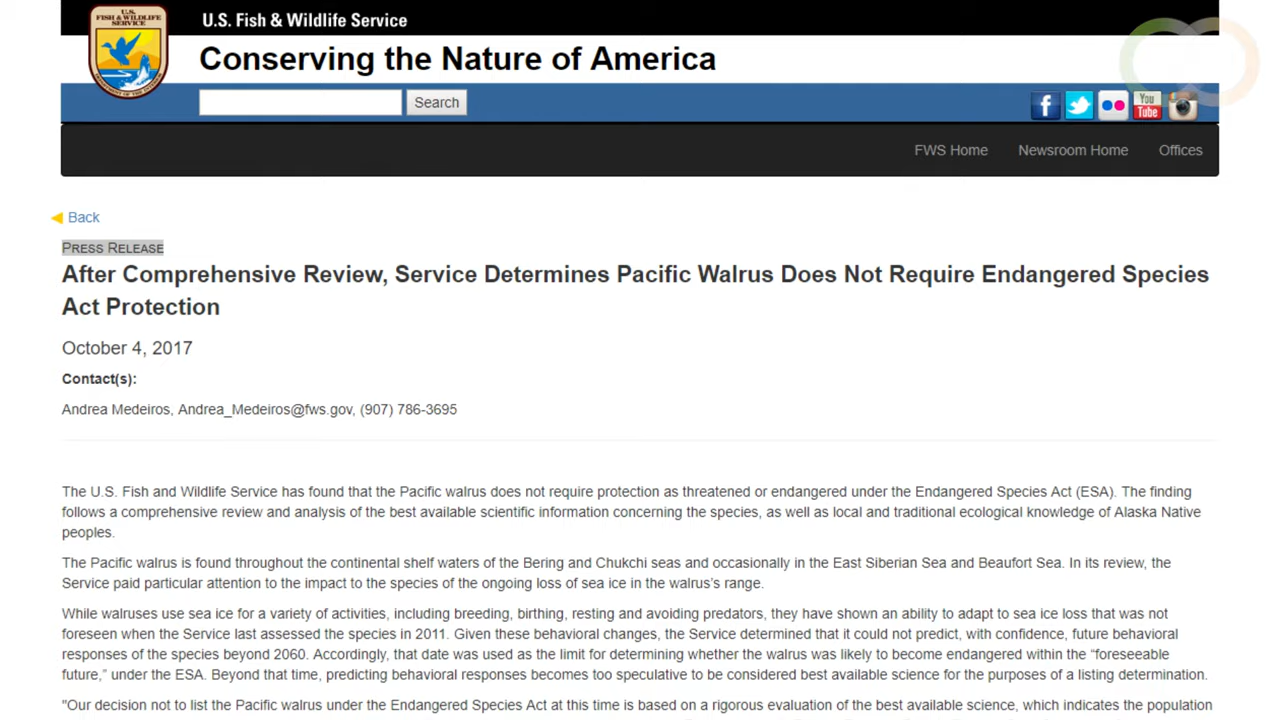 U.S.
FISH & WILDLIFE
SERVICE
U.S. Fish & Wildlife Service
Conserving the Nature of America
Search
You
Tube
FWS Home Newsroom Home Offices
Back
PRESS RELEASE
After Comprehensive Review, Service Determines Pacific Walrus Does Not Require Endangered Species
Act Protection
October 4, 2017
Contact(s):
Andrea Medeiros, Andrea_Medeiros@fws.gov, (907) 786-3695
The U.S. Fish and Wildlife Service has found that the Pacific walrus does not require protection as threatened or endangered under the Endangered Species Act (ESA). The finding
follows a comprehensive review and analysis of the best available scientific information concerning the species, as well as local and traditional ecological knowledge of Alaska Native
peoples.
The Pacific walrus is found throughout the continental shelf waters of the Bering and Chukchi seas and occasionally in the East Siberian Sea and Beaufort Sea. In its review, the
Service paid particular attention to the impact to the species of the ongoing loss of sea ice in the walrus's range.
While walruses use sea ice for a variety of activities, including breeding, birthing, resting and avoiding predators, they have shown an ability to adapt to sea ice loss that was not
foreseen when the Service last assessed the species in 2011. Given these behavioral changes, the Service determined that it could not predict, with confidence, future behavioral
responses of the species beyond 2060. Accordingly, that date was used as the limit for determining whether the walrus was likely to become endangered within the “foreseeable
future,” under the ESA. Beyond that time, predicting behavioral responses becomes too speculative to be considered best available science for the purposes of a listing determination.
"Our decision not to list the Pacific walrus under the Endangered Species Act at this time is based on a rigorous evaluation of the best available science, which indicates the population